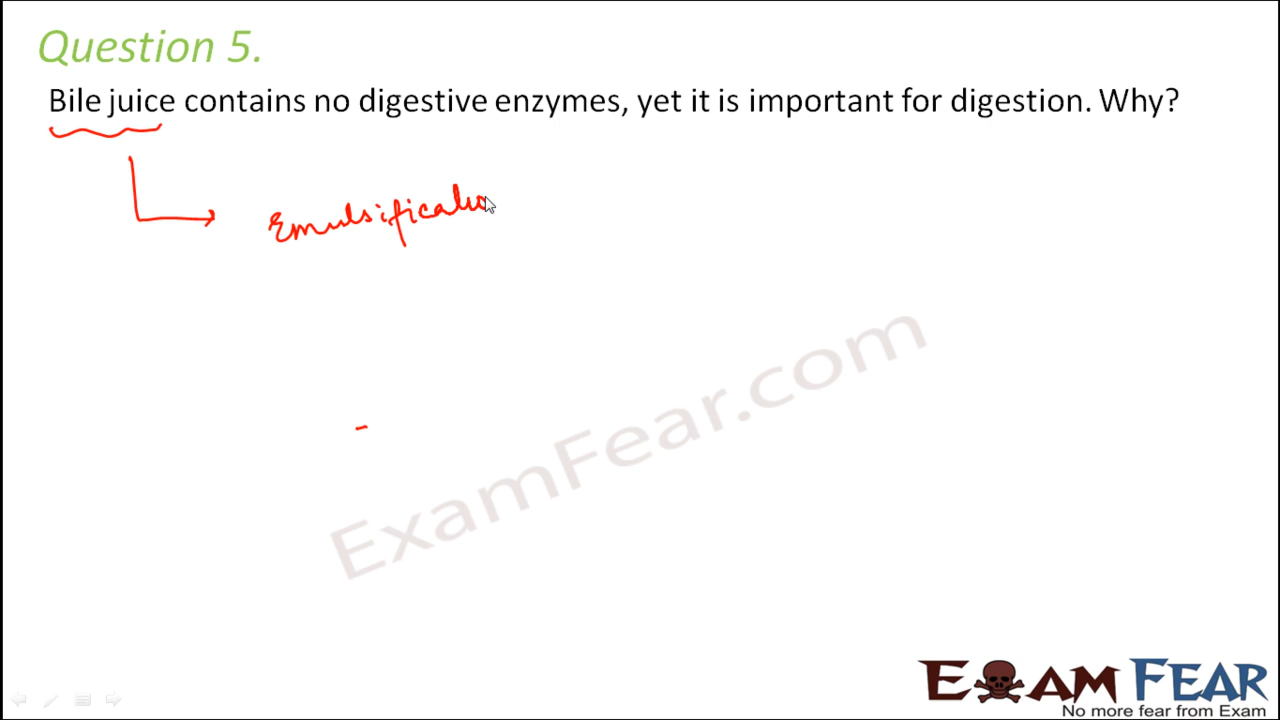 Question 5.
Bile juice contains no digestive enzymes, yet it is important for digestion. Why?
Emulsificatio
ExamFear.com
EXAM FEAR
No more fear from Exam